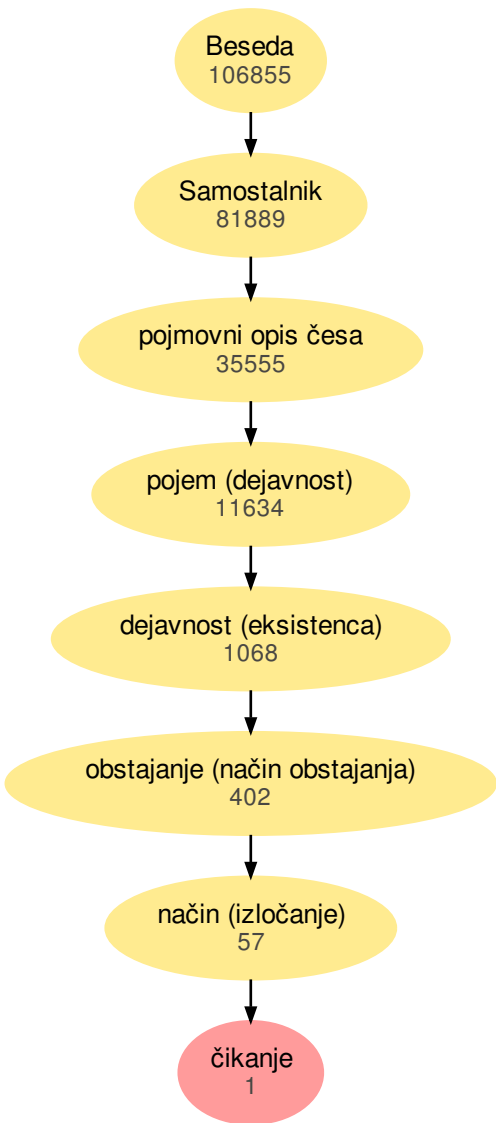 Beseda
106855
Samostalnik
81889
pojmovni opis česa
35555
pojem (dejavnost)
11634
dejavnost (eksistenca)
1068
obstajanje (način obstajanja)
402
način (izločanje)
57
čikanje
1